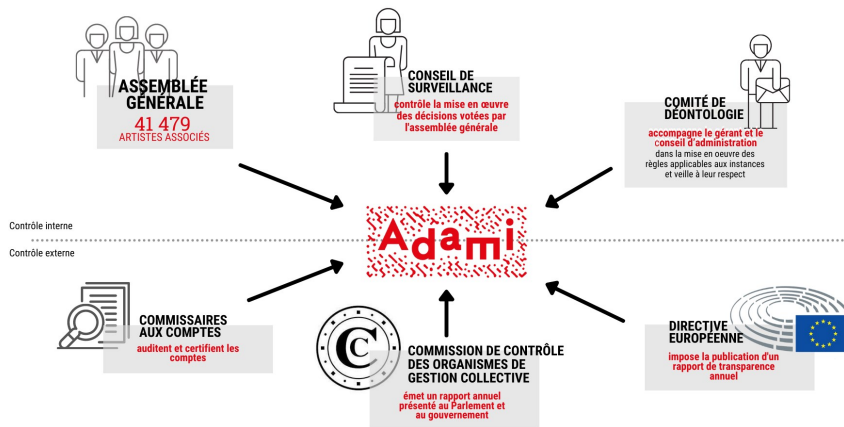 ASSEMBLÉE
GÉNÉRALE
41 479
ARTISTES ASSOCIÉS
CONSEIL DE
SURVEILLANCE
contrôle la mise en œuvre
des décisions votées par
l'assemblée générale
COMITÉ DE
DÉONTOLOGIE
accompagne le gérant et le
conseil d'administration
dans la mise en oeuvre des
règles applicables aux instances
et veille à leur respect
Contrôle interne
Adami
Contrôle externe
COMMISSAIRES
AUX COMPTES
auditent et certifient les
comptes
CC
COMMISSION DE CONTRÔLE
DES ORGANISMES DE
GESTION COLLECTIVE
émet un rapport annuel
présenté au Parlement et
au gouvernement
DIRECTIVE
EUROPÉENNE
impose la publication d'un
rapport de transparence
annuel